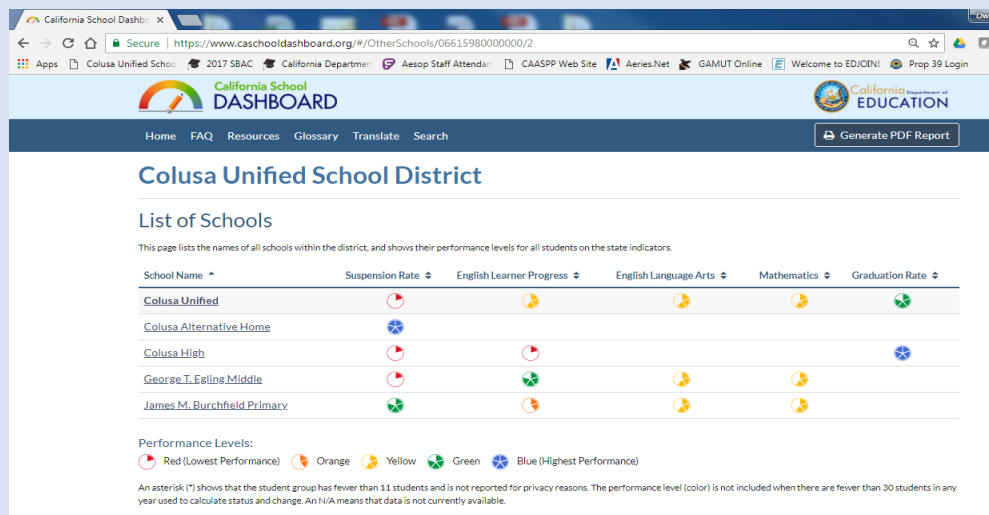 California School Dashbo
Dw
Secure | https://www.caschooldashboard.org/#/OtherSchools/06615980000000/2
Apps Colusa Unified Schoo 2017 SBAC California Departmen Aesop Staff Attendan CAASPP Web Site Aeries.Net GAMUT Online Welcome to EDJOIN! Prop 39 Login
California School
DASHBOARD
California Department of
EDUCATION
Home FAQ Resources Glossary Translate Search Generate PDF Report
Colusa Unified School District
List of Schools
This page lists the names of all schools within the district, and shows their performance levels for all students on the state indicators.
School Name Suspension Rate English Learner Progress English Language Arts Mathematics Graduation Rate
Colusa Unified
Colusa Alternative Home
Colusa High
George T. Egling Middle
James M. Burchfield Primary
Performance Levels:
Red (Lowest Performance) Orange Yellow Green Blue (Highest Performance)
An asterisk (*) shows that the student group has fewer than 11 students and is not reported for privacy reasons. The performance level (color) is not included when there are fewer than 30 students in any
year used to calculate status and change. An N/A means that data is not currently available.